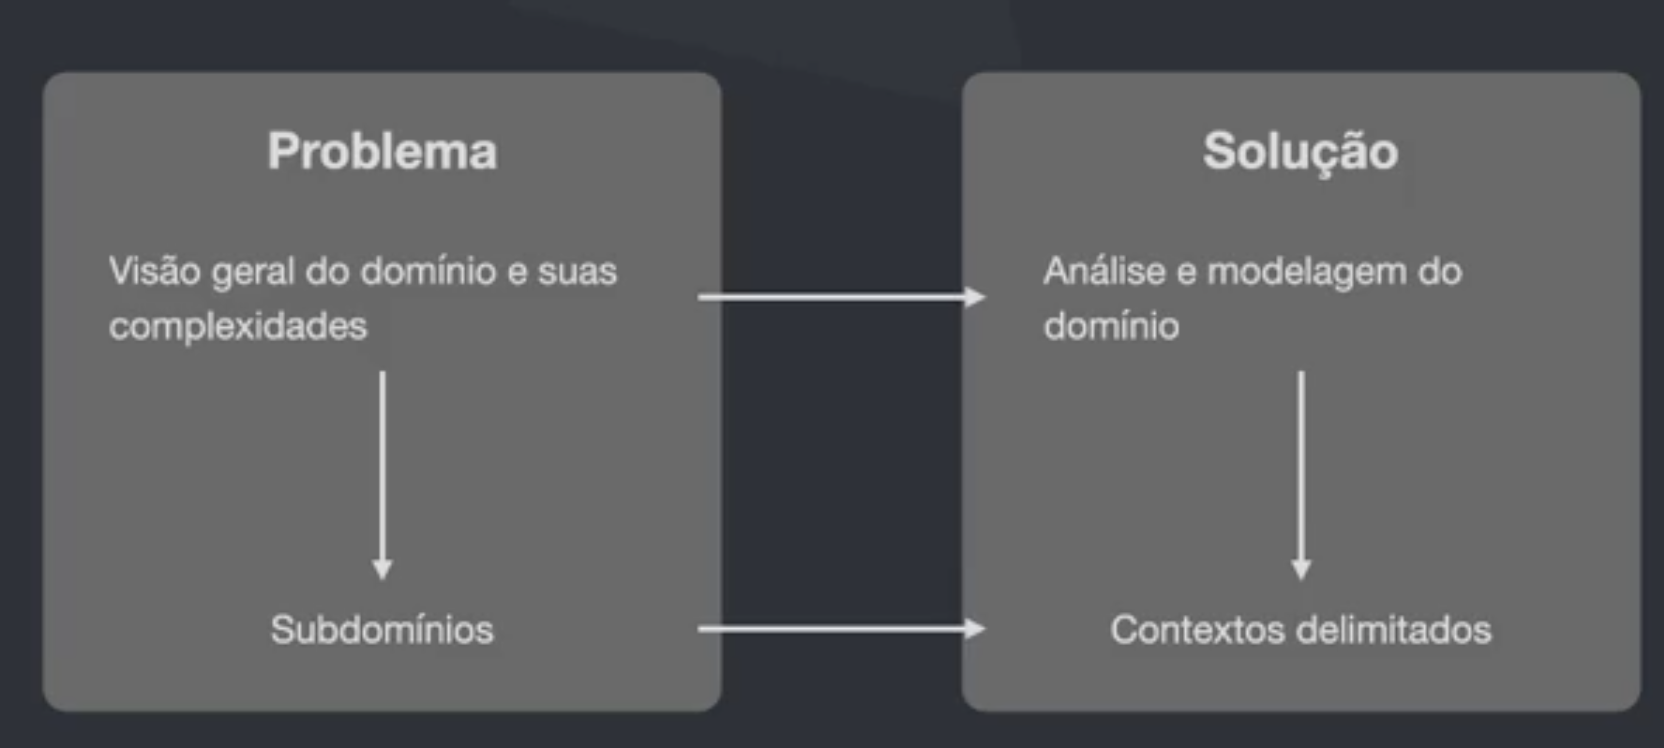 Problema
Visão geral do domínio e suas
complexidades
Subdomínios
Solução
Análise e modelagem do
domínio
Contextos delimitados